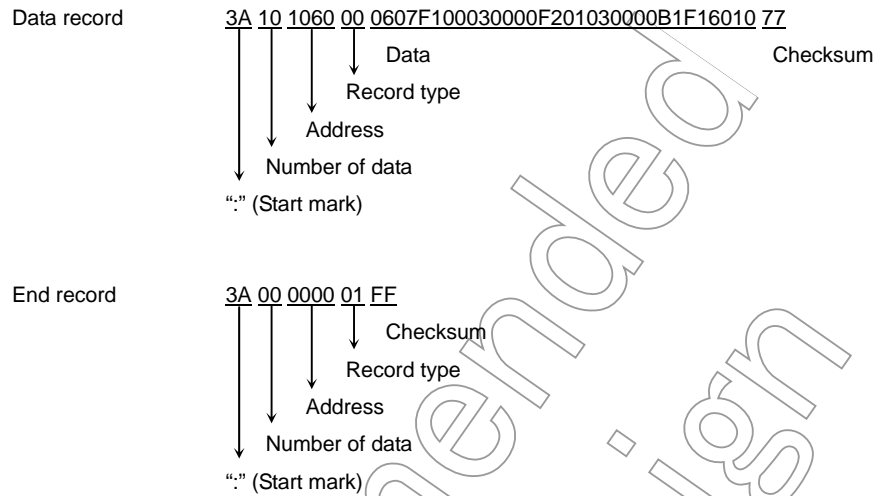 Data record 3A 10 1060 00 0607F100030000F201030000B1F16010 77
Data Checksum
Record type
Address
Number of data
“:” (Start mark)
End record 3A 00 0000 01 FF
Checksum
Record type
Address
Number of data
“:” (Start mark)